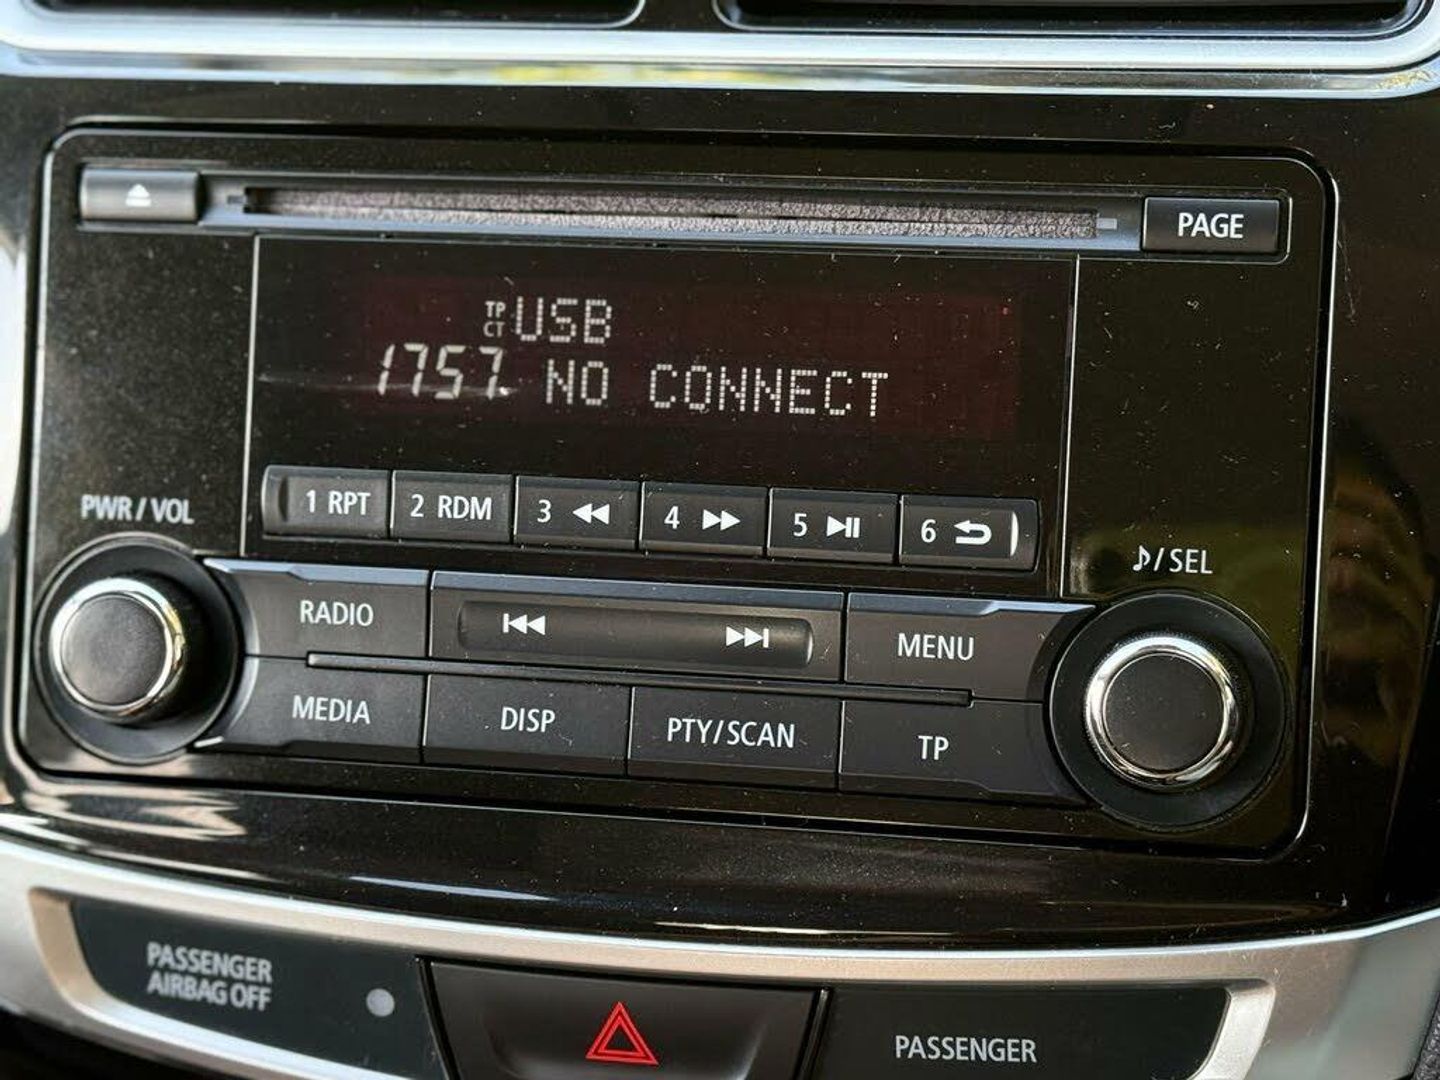 PAGE
TP
CT
USB
1757 NO CONNECT
1 RPT
2 RDM
3
4
5
6
PWR / VOL
♪/ SEL
RADIO
MENU
MEDIA
DISP
PTY/SCAN
TP
PASSENGER
AIRBAG OFF
PASSENGER